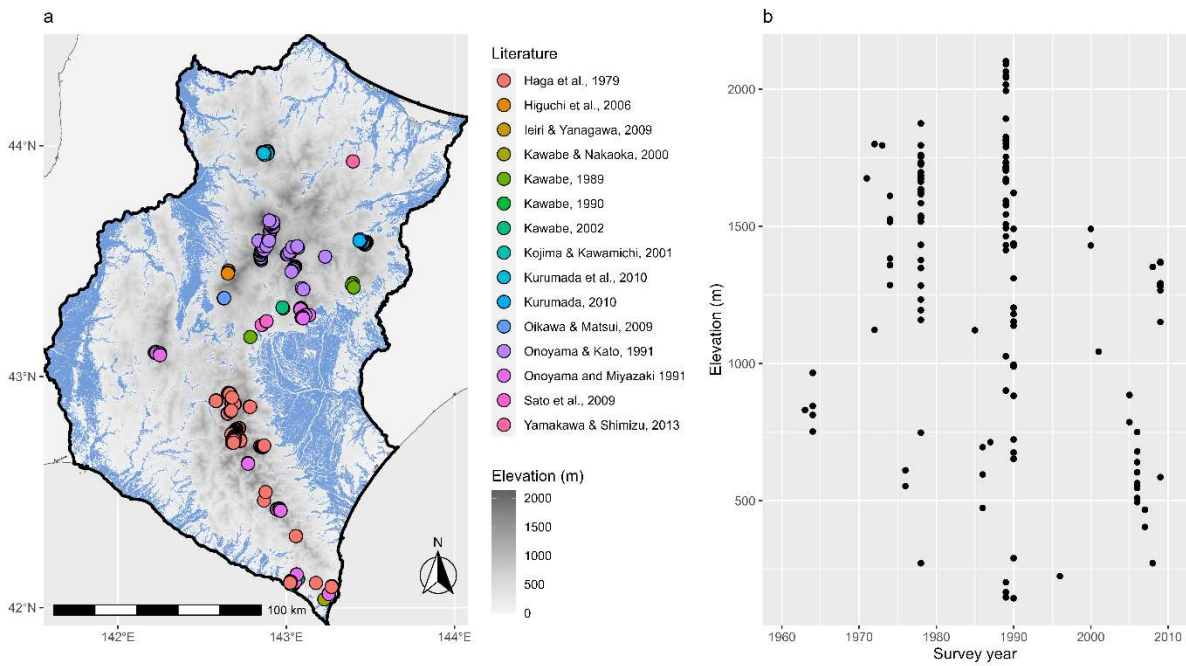 a
44°N
43°N
42°N
142°E
143°E
144°E
N
100 km
Literature
Haga et al., 1979
Higuchi et al., 2006
Ieiri & Yanagawa, 2009
Kawabe & Nakaoka, 2000
Kawabe, 1989
Kawabe, 1990
Kawabe, 2002
Kojima & Kawamichi, 2001
Kurumada et al., 2010
Kurumada, 2010
Oikawa & Matsui, 2009
Onoyama & Kato, 1991
Onoyama and Miyazaki 1991
Sato et al., 2009
Yamakawa & Shimizu, 2013
Elevation (m)
2000
1500
1000
500
0
b
Elevation (m)
2000
1500
1000
500
1960
1970
1980
1990
2000
2010
Survey year